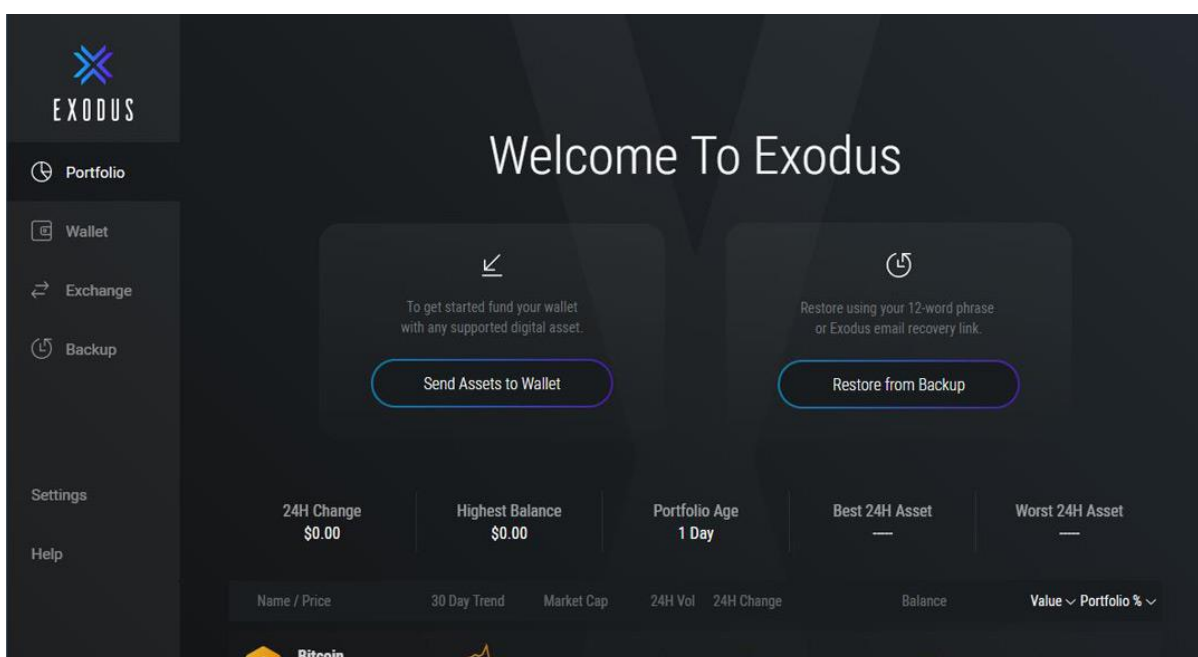 EXODUS
Portfolio
Wallet
Exchange
Backup
Settings
Help
Welcome To Exodus
To get started fund your wallet
with any supported digital asset.
Send Assets to Wallet
Restore using your 12-word phrase
or Exodus email recovery link.
Restore from Backup
24H Change
$0.00
Highest Balance
$0.00
Portfolio Age
1 Day
Best 24H Asset
-----
Worst 24H Asset
-----
Name / Price 30 Day Trend Market Cap 24H Vol 24H Change Balance Value Portfolio %
Bitcoin